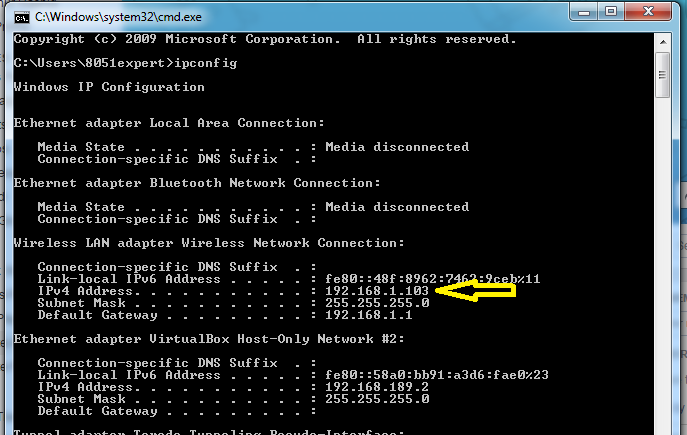 C:\Windows\system32\cmd.exe
Copyright (c) 2009 Microsoft Corporation.  All rights reserved.
C:\Users\8051expert>ipconfig
Windows IP Configuration
Ethernet adapter Local Area Connection:
   Media State . . . . . . . . . . . : Media disconnected
   Connection-specific DNS Suffix  . :
Ethernet adapter Bluetooth Network Connection:
   Media State . . . . . . . . . . . : Media disconnected
   Connection-specific DNS Suffix  . :
Wireless LAN adapter Wireless Network Connection:
   Connection-specific DNS Suffix  . :
   Link-local IPv6 Address . . . . . : fe80::48f:8962:7462:9ceb%11
   IPv4 Address. . . . . . . . . . . : 192.168.1.103
   Subnet Mask . . . . . . . . . . . : 255.255.255.0
   Default Gateway . . . . . . . . . : 192.168.1.1
Ethernet adapter VirtualBox Host-Only Network #2:
   Connection-specific DNS Suffix  . :
   Link-local IPv6 Address . . . . . : fe80::58a0:bb91:a3d6:fae0%23
   IPv4 Address. . . . . . . . . . . : 192.168.189.2
   Subnet Mask . . . . . . . . . . . : 255.255.255.0
   Default Gateway . . . . . . . . . :
Tunnel adapter Teredo Tunneling Pseudo-Interface: